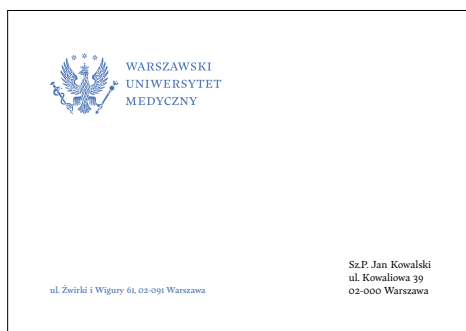 WARSZAWSKI
UNIWERSYTET
MEDYCZNY
Sz.P. Jan Kowalski
ul. Kowaliowa 39
02-000 Warszawa
ul. Żwirki i Wigury 61, 02-091 Warszawa